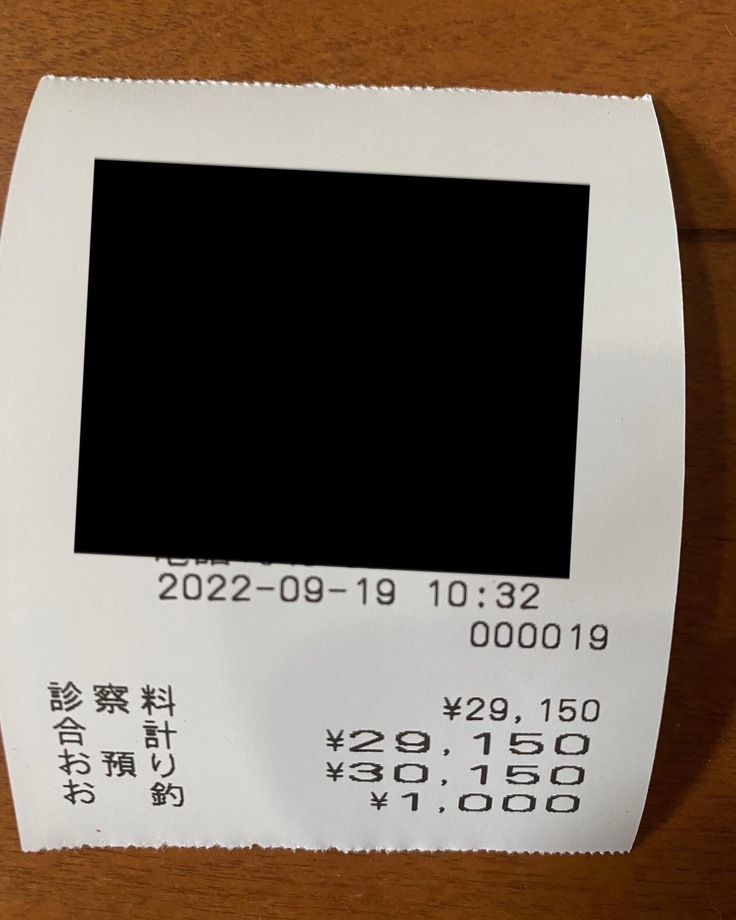 2022-09-19 10:32
000019
診察料 ¥29,150
合計 ¥29,150
お預り ¥30,150
お釣 ¥1,000